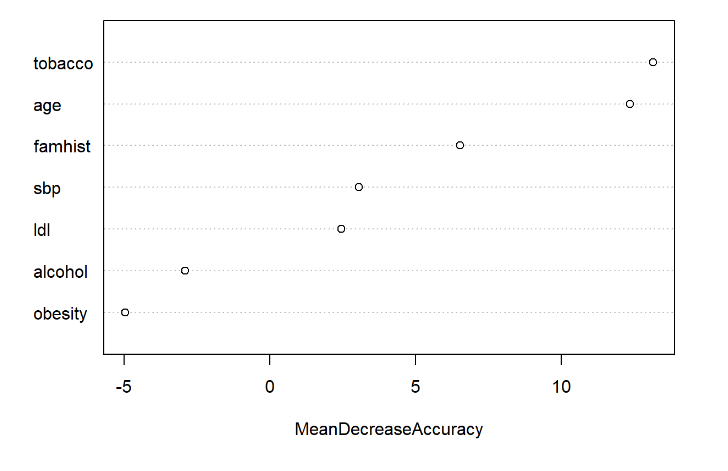 tobacco
age
famhist
sbp
ldl
alcohol
obesity
-5 0 5 10
MeanDecreaseAccuracy